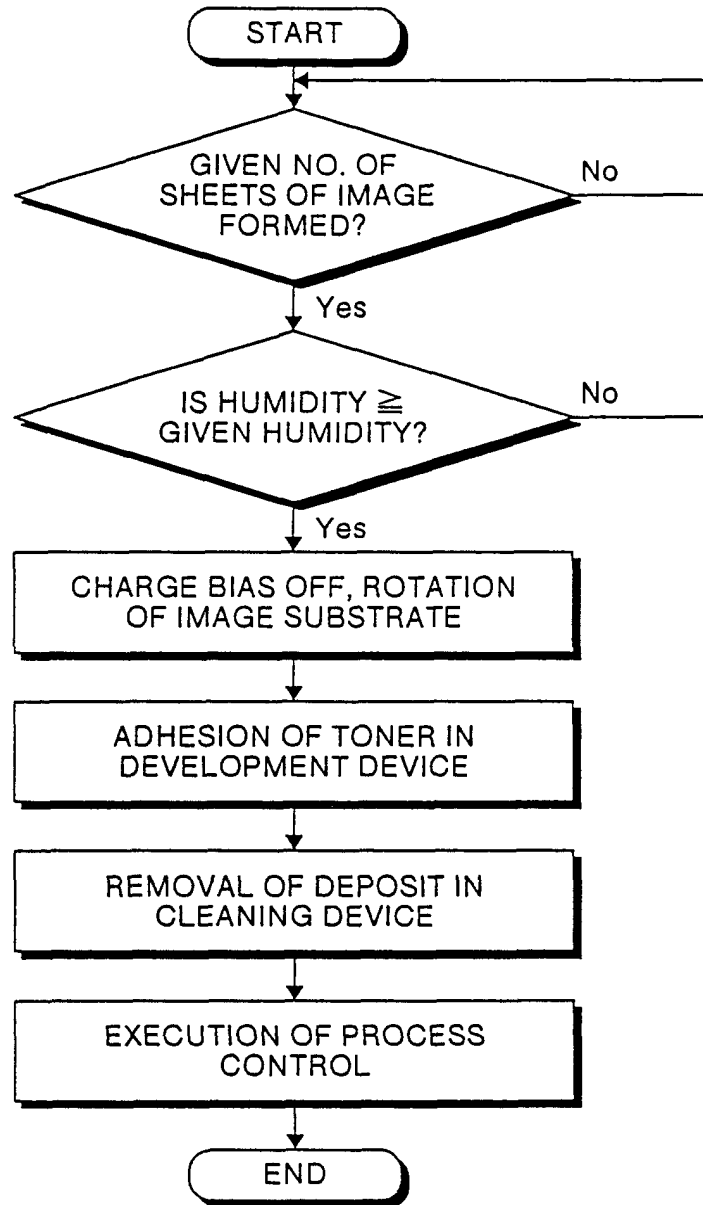 START
GIVEN NO. OF
SHEETS OF IMAGE
FORMED?
No
Yes
IS HUMIDITY ≧
GIVEN HUMIDITY?
No
Yes
CHARGE BIAS OFF, ROTATION
OF IMAGE SUBSTRATE
ADHESION OF TONER IN
DEVELOPMENT DEVICE
REMOVAL OF DEPOSIT IN
CLEANING DEVICE
EXECUTION OF PROCESS
CONTROL
END